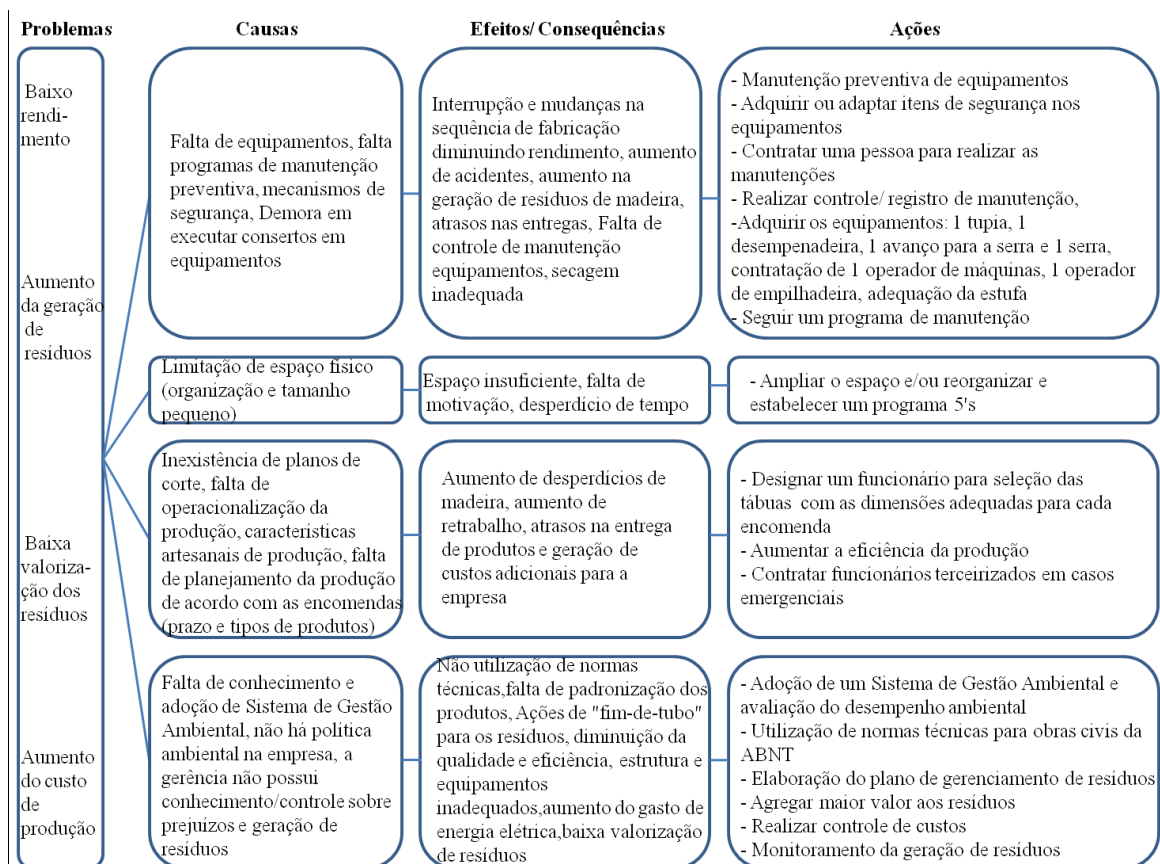 Problemas
Causas
Efeitos/ Consequências
Ações
Baixo
rendi-
mento
Aumento
da geração
de
resíduos
Baixa
valoriza-
ção dos
resíduos
Aumento
do custo
de
produção
Falta de equipamentos, falta
programas de manutenção
preventiva, mecanismos de
segurança, Demora em
executar consertos em
equipamentos
Interrupção e mudanças na
sequência de fabricação
diminuindo rendimento, aumento
de acidentes, aumento na
geração de resíduos de madeira,
atrasos nas entregas, Falta de
controle de manutenção
equipamentos, secagem
inadequada
- Manutenção preventiva de equipamentos
- Adquirir ou adaptar itens de segurança nos
equipamentos
- Contratar uma pessoa para realizar as
manutenções
- Realizar controle/ registro de manutenção,
-Adquirir os equipamentos: 1 tupia, 1
desempenadeira, 1 avanço para a serra e 1 serra,
contratação de 1 operador de máquinas, 1 operador
de empilhadeira, adequação da estufa
- Seguir um programa de manutenção
Limitação de espaço físico
(organização e tamanho
pequeno)
Espaço insuficiente, falta de
motivação, desperdício de tempo
- Ampliar o espaço e/ou reorganizar e
estabelecer um programa 5's
Inexistência de planos de
corte, falta de
operacionalização da
produção, características
artesanais de produção, falta
de planejamento da produção
de acordo com as encomendas
(prazo e tipos de produtos)
Aumento de desperdícios de
madeira, aumento de
retrabalho, atrasos na entrega
de produtos e geração de
custos adicionais para a
empresa
- Designar um funcionário para seleção das
tábuas com as dimensões adequadas para cada
encomenda
- Aumentar a eficiência da produção
- Contratar funcionários terceirizados em casos
emergenciais
Falta de conhecimento e
adoção de Sistema de Gestão
Ambiental, não há política
ambiental na empresa, a
gerência não possui
conhecimento/controle sobre
prejuízos e geração de
resíduos
Não utilização de normas
técnicas,falta de padronização dos
produtos, Ações de "fim-de-tubo"
para os resíduos, diminuição da
qualidade e eficiência, estrutura e
equipamentos
inadequados,aumento do gasto de
energia elétrica,baixa valorização
de resíduos
- Adoção de um Sistema de Gestão Ambiental e
avaliação do desempenho ambiental
- Utilização de normas técnicas para obras civis da
ABNT
- Elaboração do plano de gerenciamento de resíduos
- Agregar maior valor aos resíduos
- Realizar controle de custos
- Monitoramento da geração de resíduos